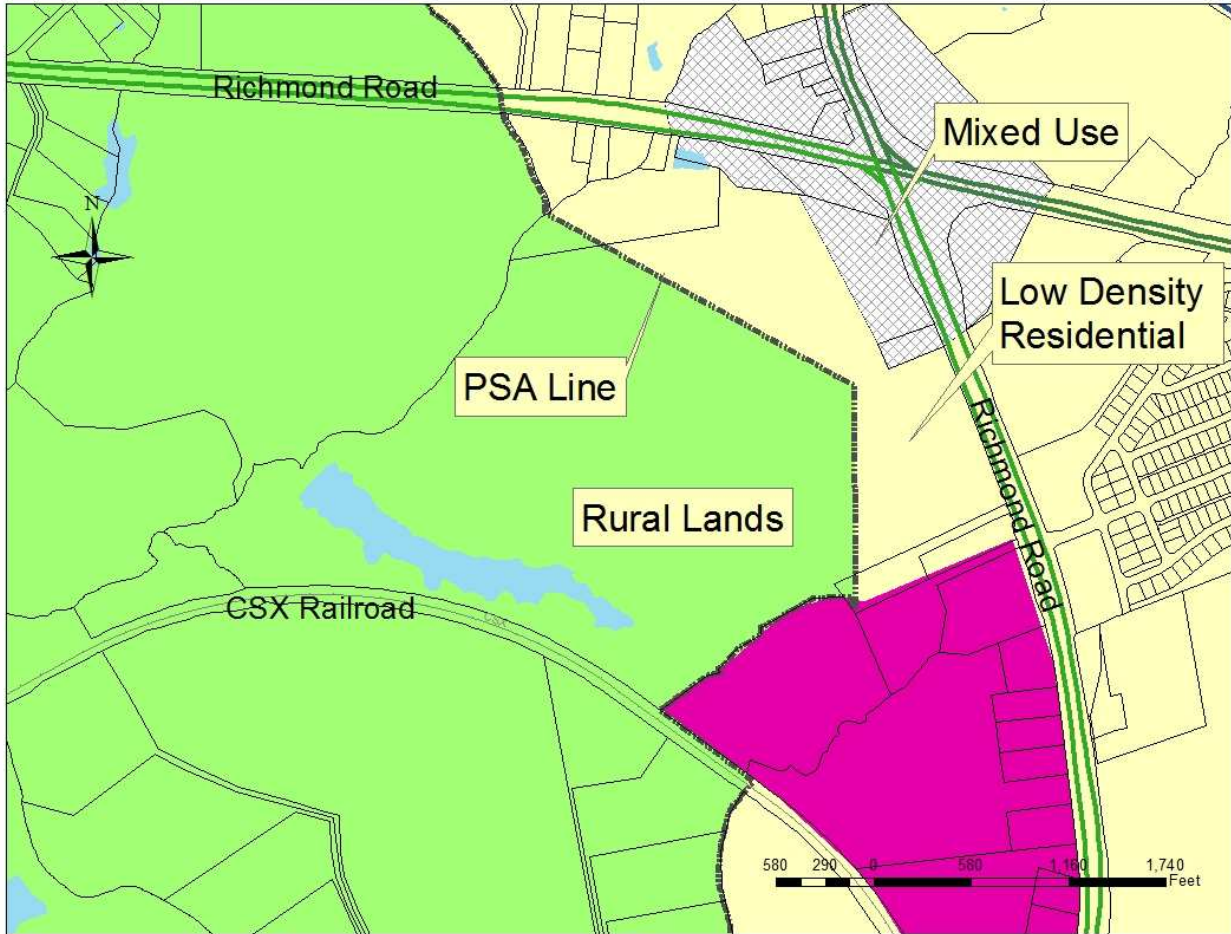 Richmond Road
Mixed Use
N
Low Density
Residential
PSA Line
Richmond Road
Rural Lands
CSX Railroad
CSX
580 290 0 580 1,160 1,740
Feet